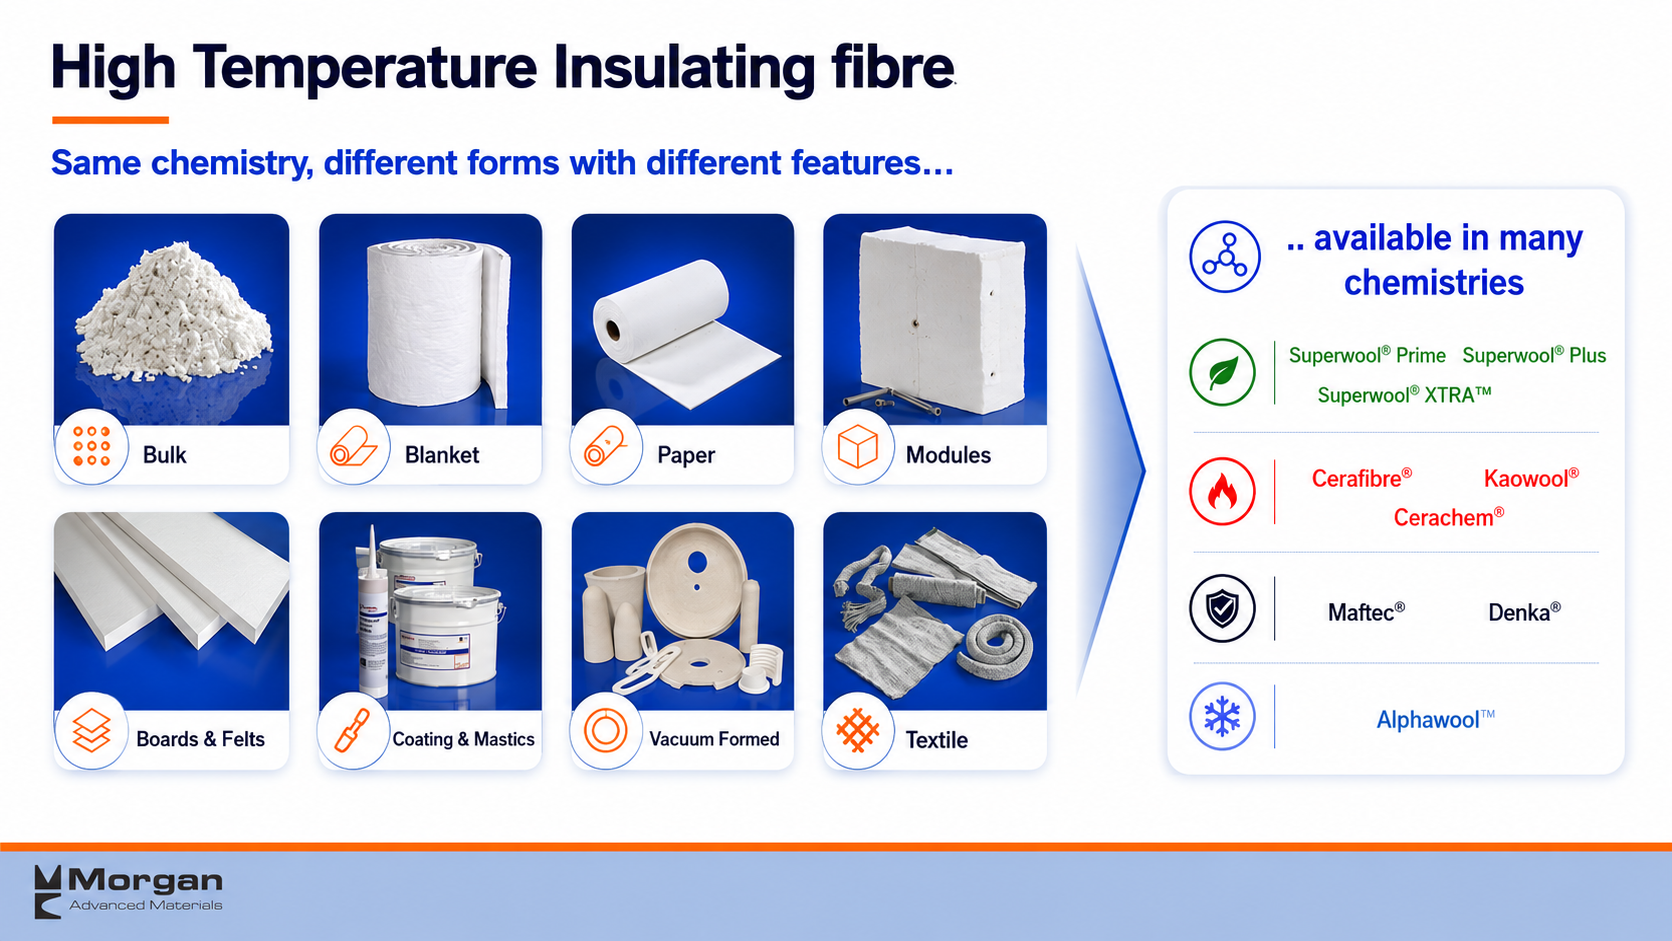 High Temperature Insulating fibre
Same chemistry, different forms with different features...
Bulk
Blanket
Paper
Modules
Boards & Felts
Coating & Mastics
Vacuum Formed
Textile
.. available in many
chemistries
Superwool® Prime Superwool® Plus
Superwool® XTRA™
Cerafibre® Kaowool®
Cerachem®
Maftec® Denka®
Alphawool™
Morgan
Advanced Materials